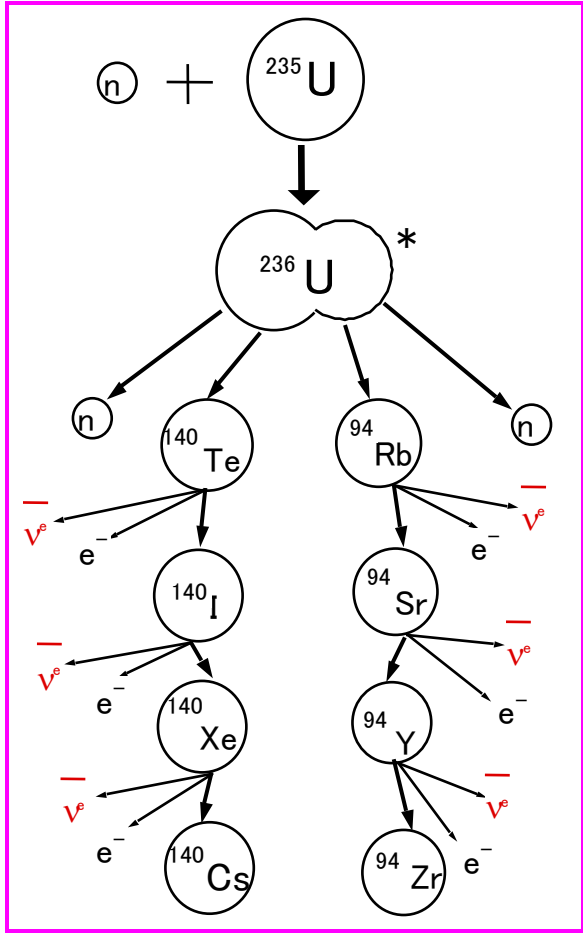 n + ²³⁵U
²³⁶U *
n ¹⁴⁰Te ⁹⁴Rb n
ν̅ᵉ e⁻ e⁻ ν̅ᵉ
¹⁴⁰I ⁹⁴Sr
ν̅ᵉ e⁻ e⁻ ν̅ᵉ
¹⁴⁰Xe ⁹⁴Y
ν̅ᵉ e⁻ e⁻ ν̅ᵉ
¹⁴⁰Cs ⁹⁴Zr